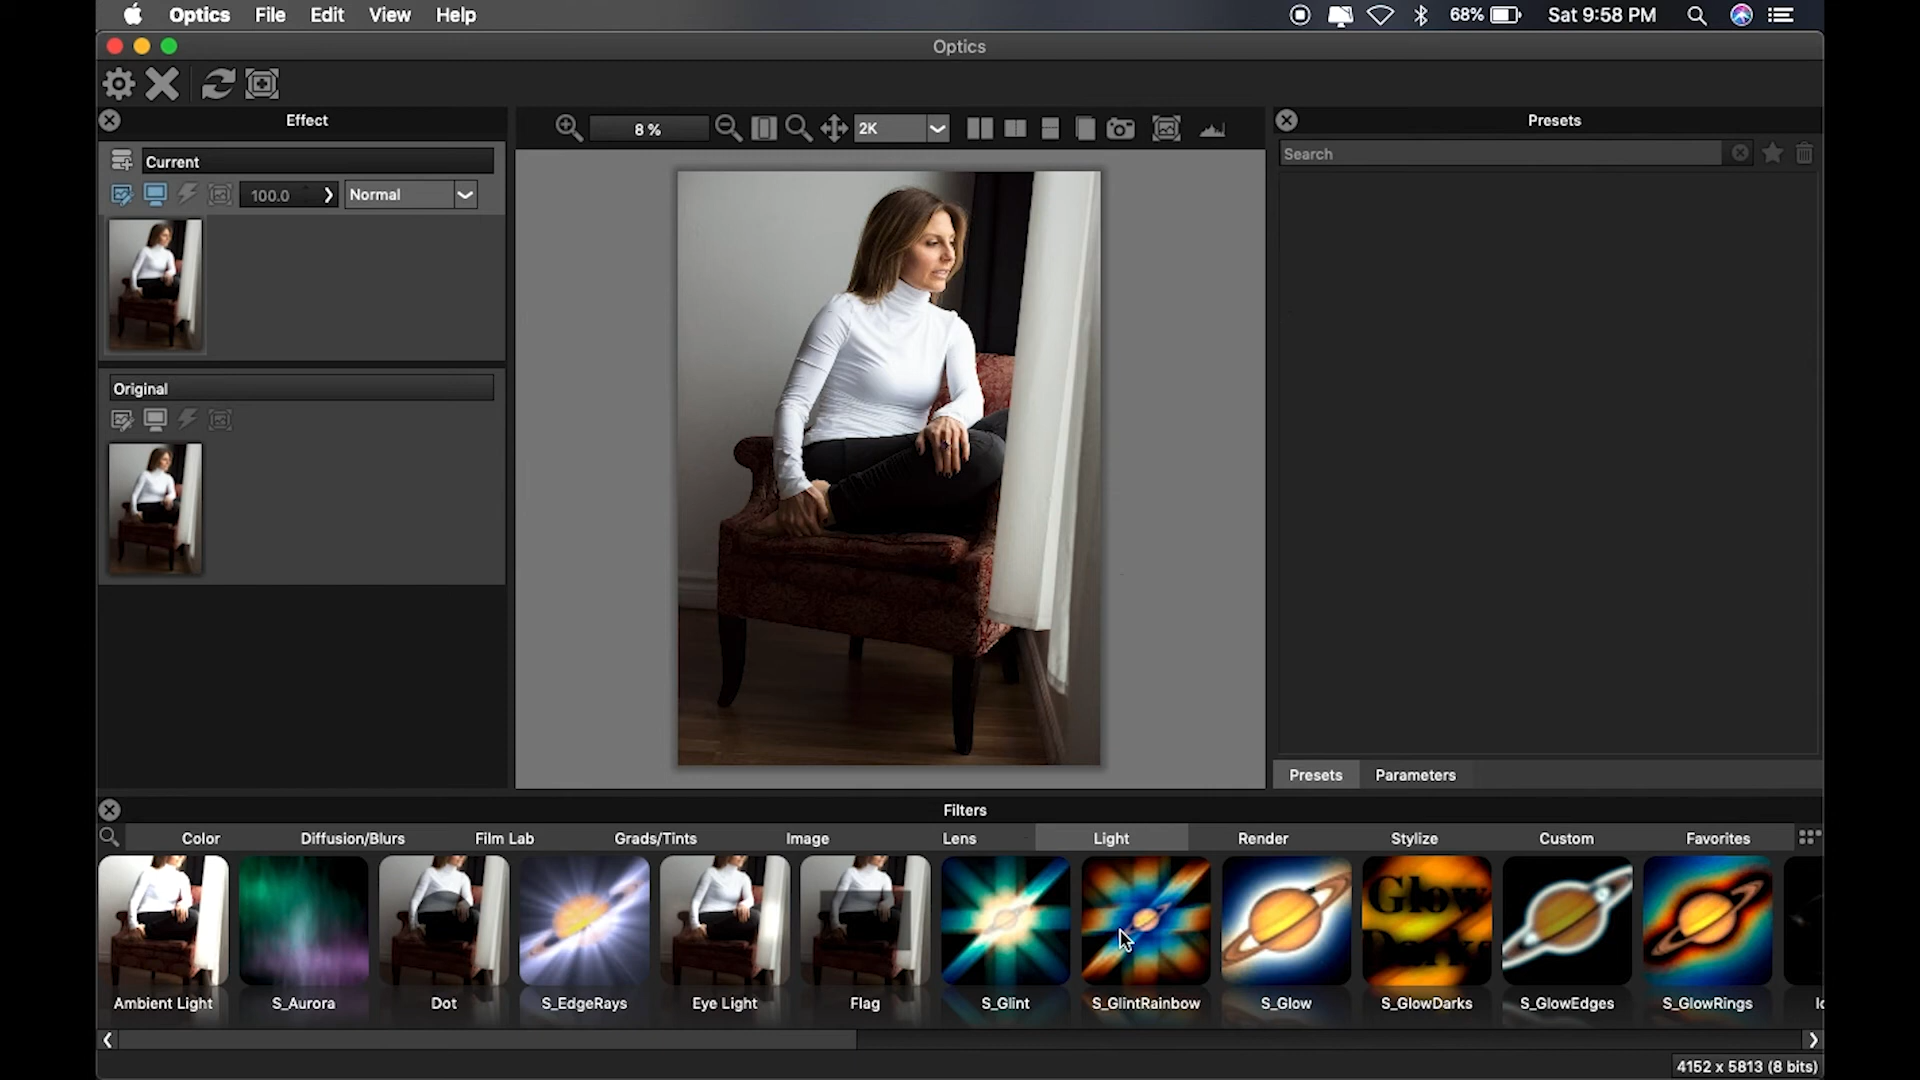 Optics File Edit View Help 68% Sat 9:58 PM
Optics
Effect
8 %
2K
Presets
Current
Search
100.0
Normal
Original
Presets Parameters
Filters
Color Diffusion/Blurs Film Lab Grads/Tints Image Lens Light Render Stylize Custom Favorites
Glow
Ambient Light S_Aurora Dot S_EdgeRays Eye Light Flag S_Glint S_GlintRainbow S_Glow S_GlowDarks S_GlowEdges S_GlowRings
4152 x 5813 (8 bits)